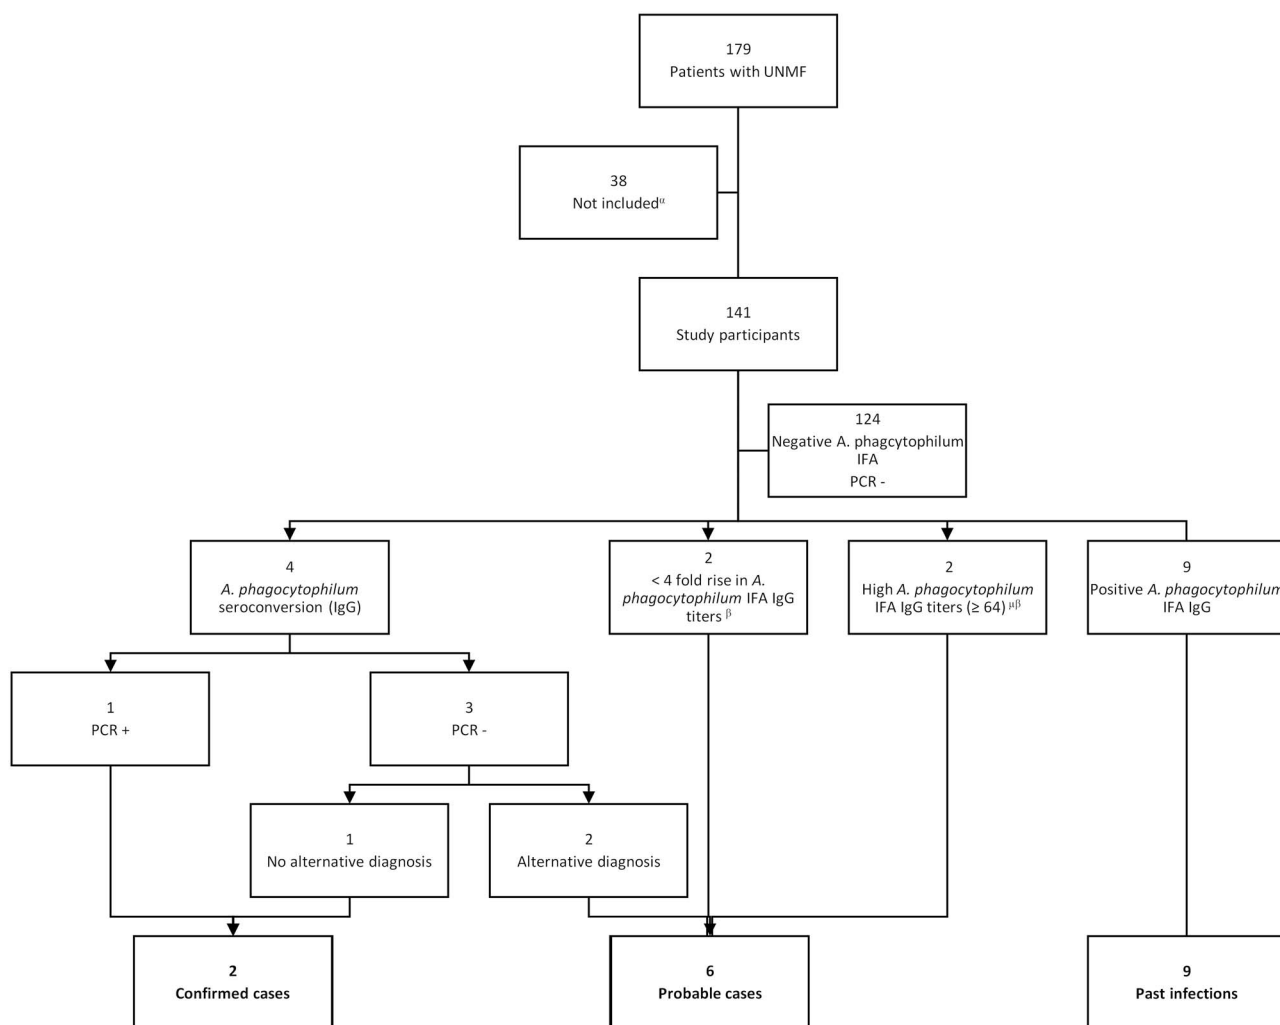 179
Patients with UNMF
38
Not includedᵅ
141
Study participants
124
Negative A. phagcytophilum
IFA
PCR -
4
A. phagocytophilum
seroconversion (IgG)
2
< 4 fold rise in A.
phagocytophilum IFA IgG
titers ᵝ
2
High A. phagocytophilum
IFA IgG titers (≥ 64) ᵘᵝ
9
Positive A. phagocytophilum
IFA IgG
1
PCR +
3
PCR -
1
No alternative diagnosis
2
Alternative diagnosis
2
Confirmed cases
6
Probable cases
9
Past infections